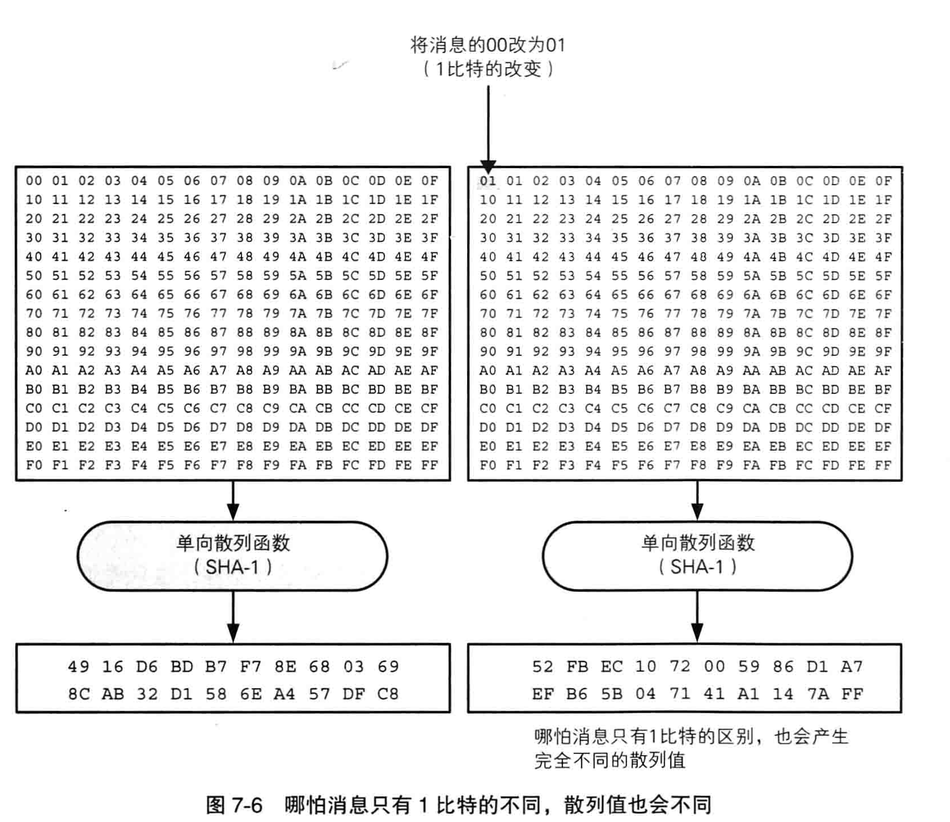 将消息的00改为01
（1比特的改变）
00 01 02 03 04 05 06 07 08 09 0A 0B 0C 0D 0E 0F
10 11 12 13 14 15 16 17 18 19 1A 1B 1C 1D 1E 1F
20 21 22 23 24 25 26 27 28 29 2A 2B 2C 2D 2E 2F
30 31 32 33 34 35 36 37 38 39 3A 3B 3C 3D 3E 3F
40 41 42 43 44 45 46 47 48 49 4A 4B 4C 4D 4E 4F
50 51 52 53 54 55 56 57 58 59 5A 5B 5C 5D 5E 5F
60 61 62 63 64 65 66 67 68 69 6A 6B 6C 6D 6E 6F
70 71 72 73 74 75 76 77 78 79 7A 7B 7C 7D 7E 7F
80 81 82 83 84 85 86 87 88 89 8A 8B 8C 8D 8E 8F
90 91 92 93 94 95 96 97 98 99 9A 9B 9C 9D 9E 9F
A0 A1 A2 A3 A4 A5 A6 A7 A8 A9 AA AB AC AD AE AF
B0 B1 B2 B3 B4 B5 B6 B7 B8 B9 BA BB BC BD BE BF
C0 C1 C2 C3 C4 C5 C6 C7 C8 C9 CA CB CC CD CE CF
D0 D1 D2 D3 D4 D5 D6 D7 D8 D9 DA DB DC DD DE DF
E0 E1 E2 E3 E4 E5 E6 E7 E8 E9 EA EB EC ED EE EF
F0 F1 F2 F3 F4 F5 F6 F7 F8 F9 FA FB FC FD FE FF
单向散列函数
（SHA-1）
49 16 D6 BD B7 F7 8E 68 03 69
8C AB 32 D1 58 6E A4 57 DF C8
01 01 02 03 04 05 06 07 08 09 0A 0B 0C 0D 0E 0F
10 11 12 13 14 15 16 17 18 19 1A 1B 1C 1D 1E 1F
20 21 22 23 24 25 26 27 28 29 2A 2B 2C 2D 2E 2F
30 31 32 33 34 35 36 37 38 39 3A 3B 3C 3D 3E 3F
40 41 42 43 44 45 46 47 48 49 4A 4B 4C 4D 4E 4F
50 51 52 53 54 55 56 57 58 59 5A 5B 5C 5D 5E 5F
60 61 62 63 64 65 66 67 68 69 6A 6B 6C 6D 6E 6F
70 71 72 73 74 75 76 77 78 79 7A 7B 7C 7D 7E 7F
80 81 82 83 84 85 86 87 88 89 8A 8B 8C 8D 8E 8F
90 91 92 93 94 95 96 97 98 99 9A 9B 9C 9D 9E 9F
A0 A1 A2 A3 A4 A5 A6 A7 A8 A9 AA AB AC AD AE AF
B0 B1 B2 B3 B4 B5 B6 B7 B8 B9 BA BB BC BD BE BF
C0 C1 C2 C3 C4 C5 C6 C7 C8 C9 CA CB CC CD CE CF
D0 D1 D2 D3 D4 D5 D6 D7 D8 D9 DA DB DC DD DE DF
E0 E1 E2 E3 E4 E5 E6 E7 E8 E9 EA EB EC ED EE EF
F0 F1 F2 F3 F4 F5 F6 F7 F8 F9 FA FB FC FD FE FF
单向散列函数
（SHA-1）
52 FB EC 10 72 00 59 86 D1 A7
EF B6 5B 04 71 41 A1 14 7A FF
哪怕消息只有1比特的区别，也会产生
完全不同的散列值
图 7-6 哪怕消息只有 1 比特的不同，散列值也会不同